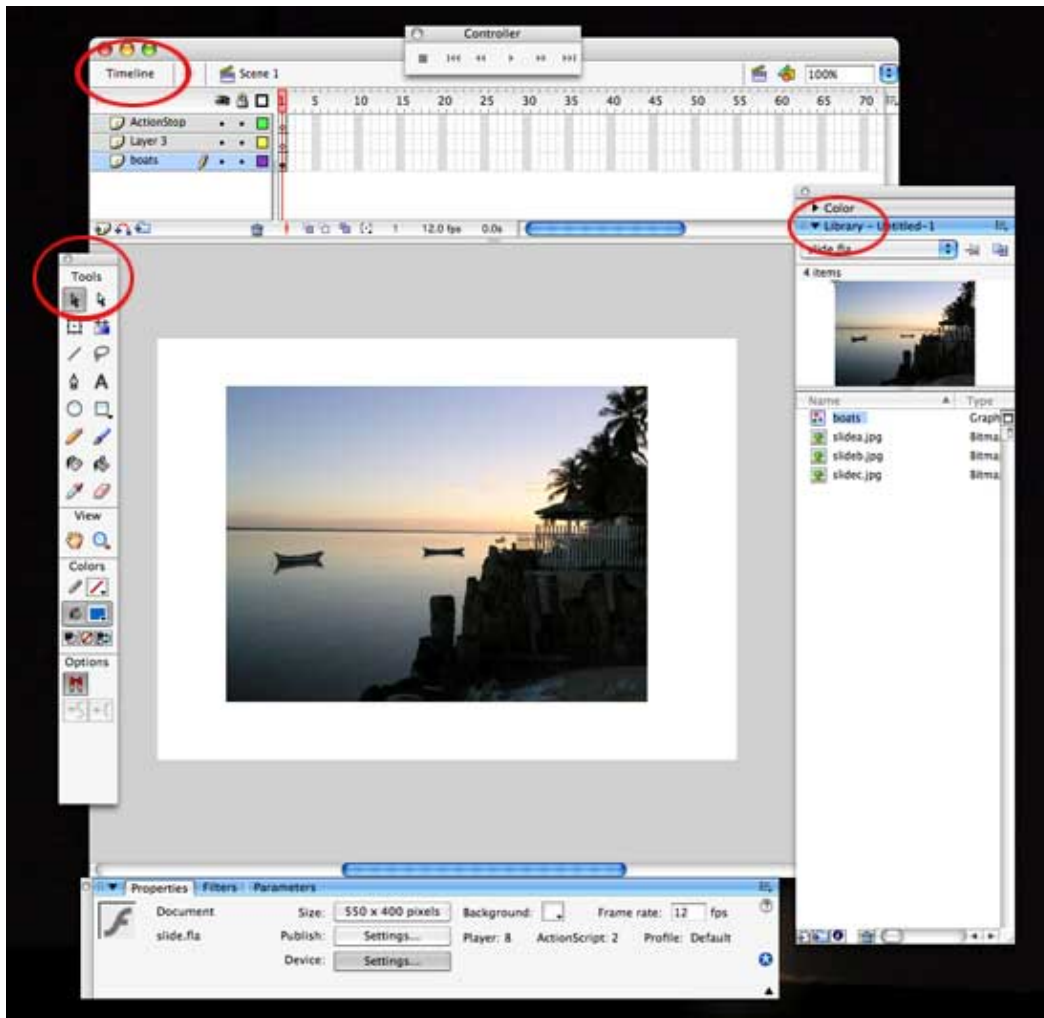 Controller
Timeline
Scene 1
100%
1 5 10 15 20 25 30 35 40 45 50 55 60 65 70
ActionStop
Layer 3
boats
1 12.0 fps 0.0s
Color
Library - Untitled-1
slide.fla
4 items
Name Type
boats Graph
slidea.jpg Bitma
slideb.jpg Bitma
slidec.jpg Bitma
Tools
A
View
Colors
Options
Properties Filters Parameters
Document Size: 550 x 400 pixels Background: Frame rate: 12 fps
slide.fla Publish: Settings... Player: 8 ActionScript: 2 Profile: Default
Device: Settings...